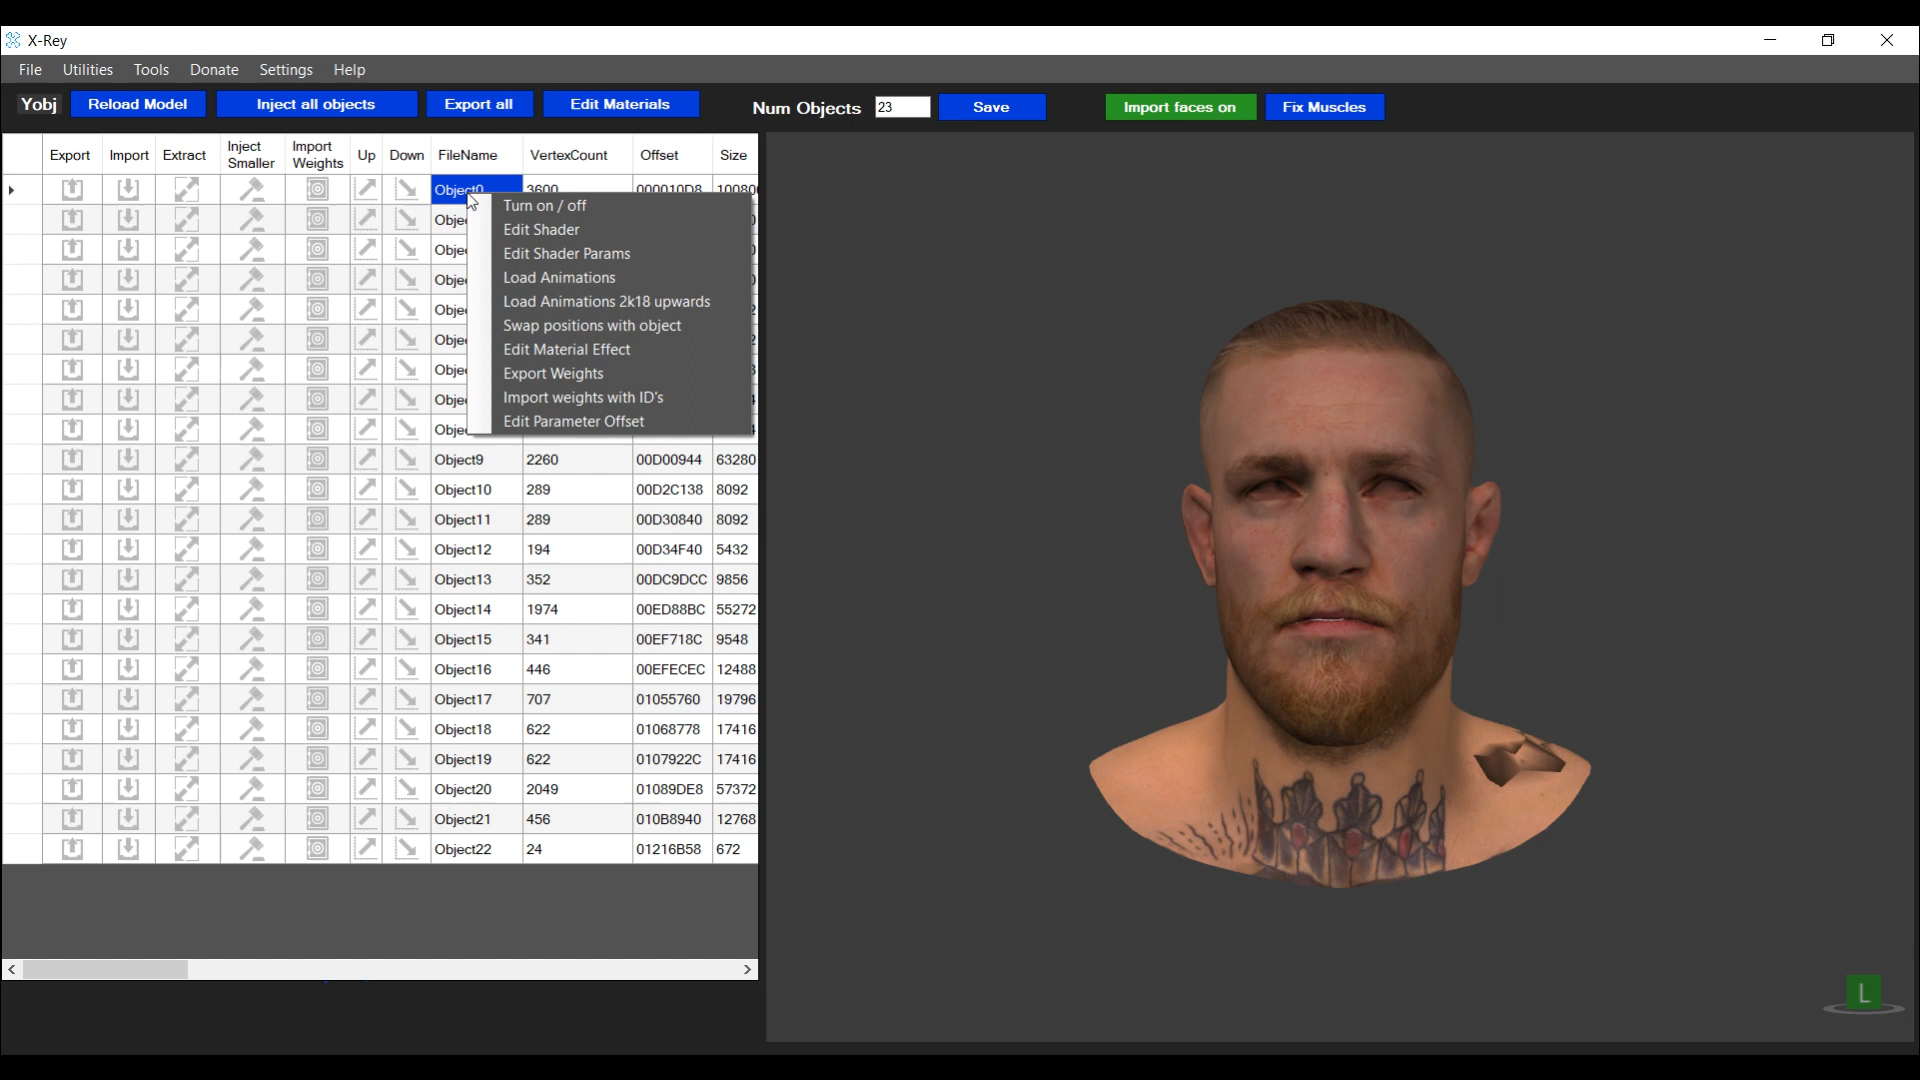 X-Rey
File Utilities Tools Donate Settings Help
Yobj Reload Model Inject all objects Export all Edit Materials Num Objects 23 Save Import faces on Fix Muscles
Export Import Extract Inject Smaller Import Weights Up Down FileName VertexCount Offset Size
Object0 3600 000010D8
Turn on / off
Edit Shader
Edit Shader Params
Load Animations
Load Animations 2k18 upwards
Swap positions with object
Edit Material Effect
Export Weights
Import weights with ID's
Edit Parameter Offset
Object9 2260 00D00944 63280
Object10 289 00D2C138 8092
Object11 289 00D30840 8092
Object12 194 00D34F40 5432
Object13 352 00DC9DCC 9856
Object14 1974 00ED88BC 55272
Object15 341 00EF718C 9548
Object16 446 00EFECEC 12488
Object17 707 01055760 19796
Object18 622 01068778 17416
Object19 622 0107922C 17416
Object20 2049 01089DE8 57372
Object21 456 010B8940 12768
Object22 24 01216B58 672
L